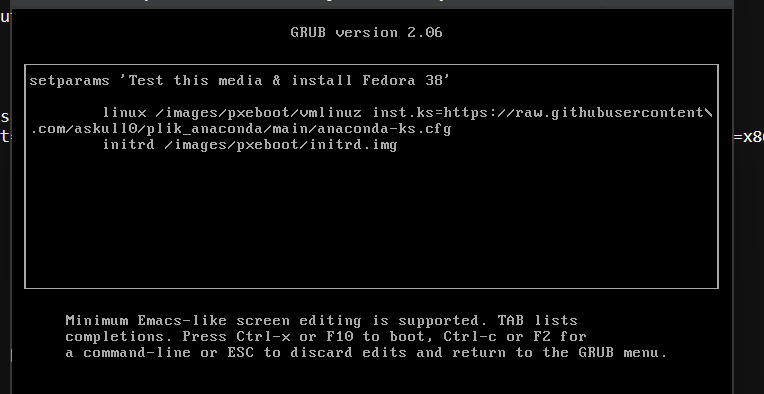 u
GRUB version 2.06
setparams 'Test this media & install Fedora 38'
linux /images/pxeboot/vmlinuz inst.ks=https://raw.githubusercontent\
.com/askull0/plik_anaconda/main/anaconda-ks.cfg
s
t=
=x86
initrd /images/pxeboot/initrd.img
Minimum Emacs-like screen editing is supported. TAB lists
completions. Press Ctrl-x or F10 to boot, Ctrl-c or F2 for
a command-line or ESC to discard edits and return to the GRUB menu.